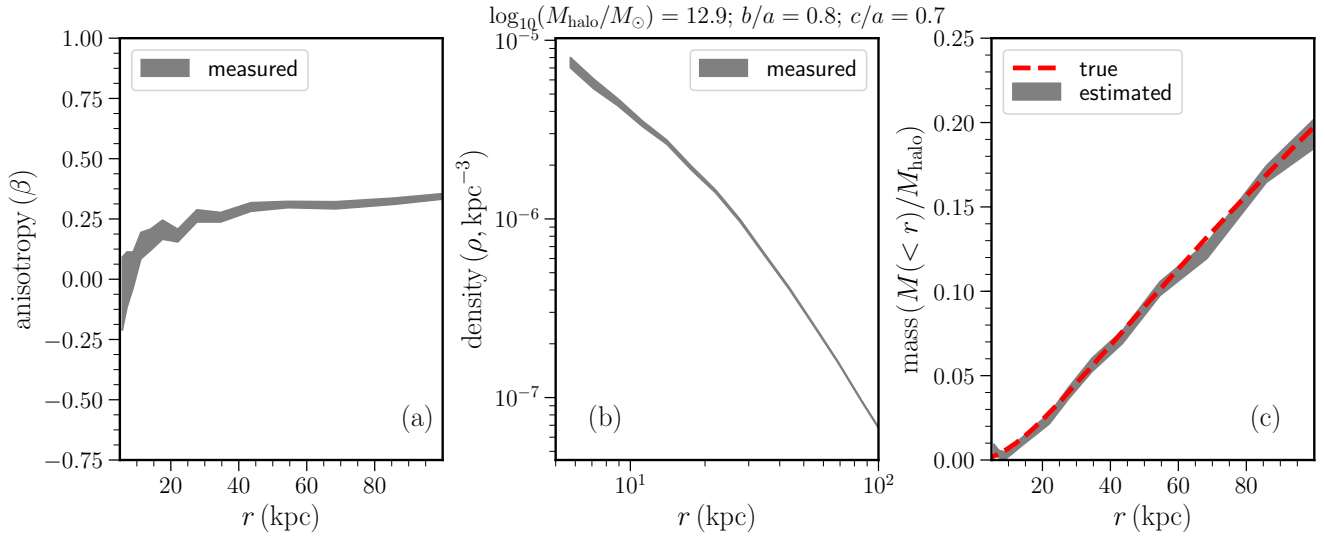 log₁₀(M_halo/M_⊙) = 12.9; b/a = 0.8; c/a = 0.7
anisotropy (β)
1.00
0.75
0.50
0.25
0.00
−0.25
−0.50
−0.75
measured
(a)
20 40 60 80
r (kpc)
density (ρ, kpc⁻³)
10⁻⁵
10⁻⁶
10⁻⁷
measured
(b)
10¹ 10²
r (kpc)
mass (M(< r)/M_halo)
0.25
0.20
0.15
0.10
0.05
0.00
true
estimated
(c)
20 40 60 80
r (kpc)